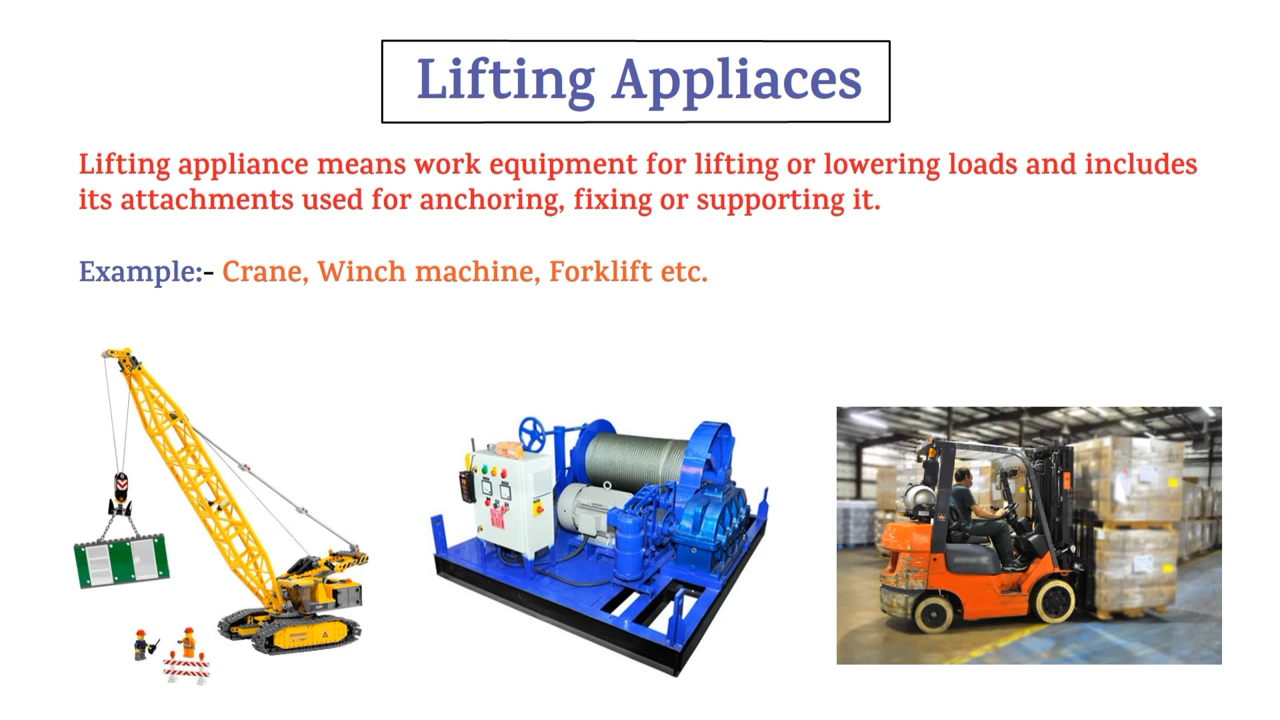 Lifting Appliaces
Lifting appliance means work equipment for lifting or lowering loads and includes
its attachments used for anchoring, fixing or supporting it.
Example:- Crane, Winch machine, Forklift etc.